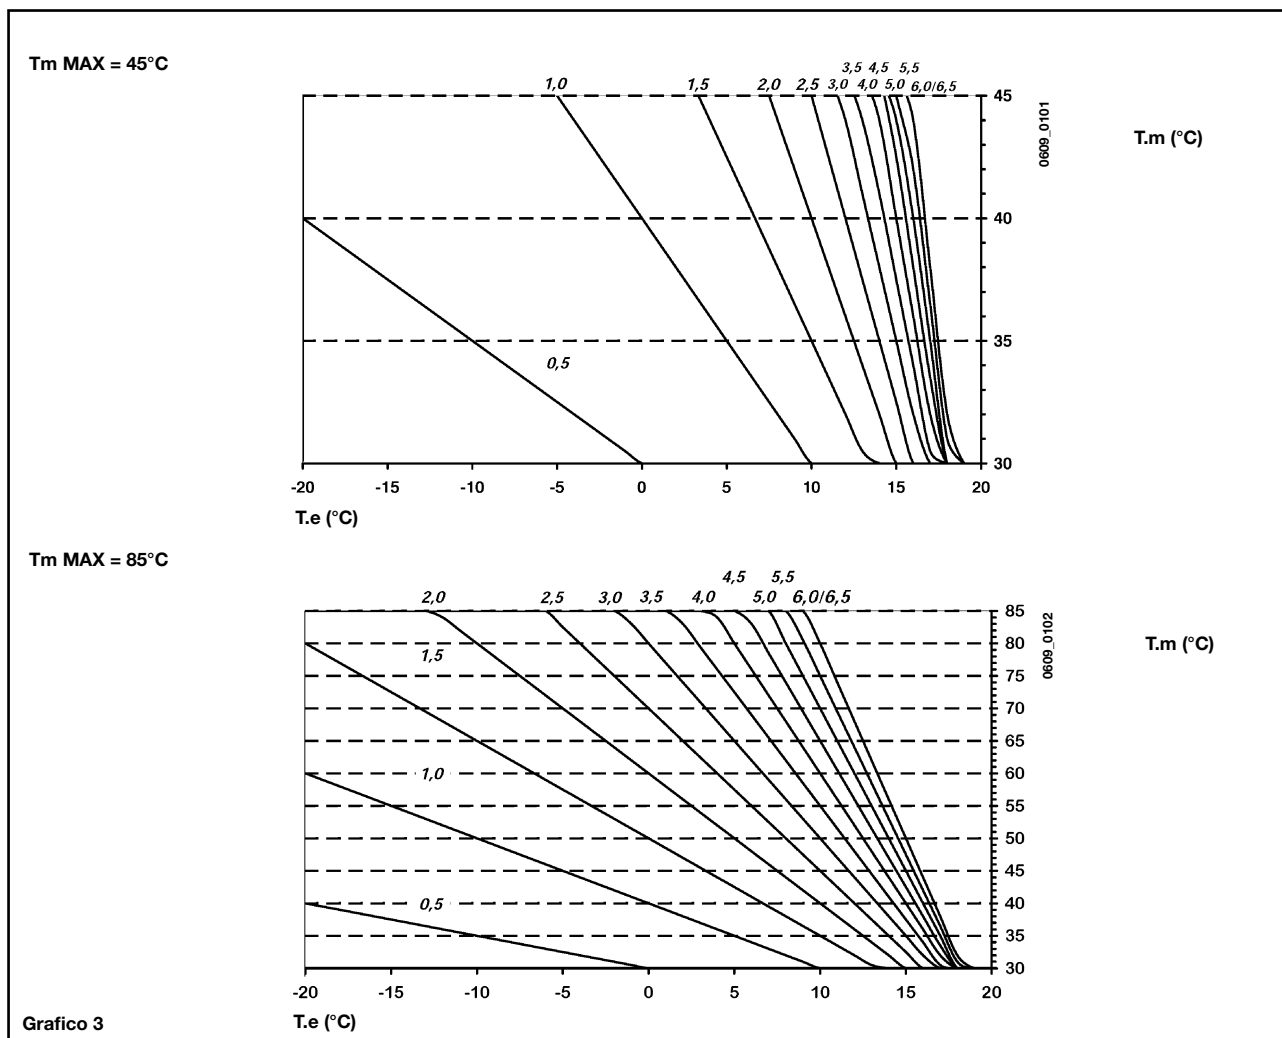 Tm MAX = 45°C
3,5 4,5 5,5
1,0 1,5 2,0 2,5 3,0 4,0 5,0 6,0/6,5
45
0609_0101
T.m (°C)
40
35
0,5
30
-20 -15 -10 -5 0 5 10 15 20
T.e (°C)
Tm MAX = 85°C
4,5 5,5
2,0 2,5 3,0 3,5 4,0 5,0 6,0/6,5
85
0609_0102
T.m (°C)
80
1,5
75
70
65
1,0 60
55
50
45
0,5 40
35
30
-20 -15 -10 -5 0 5 10 15 20
T.e (°C)
Grafico 3